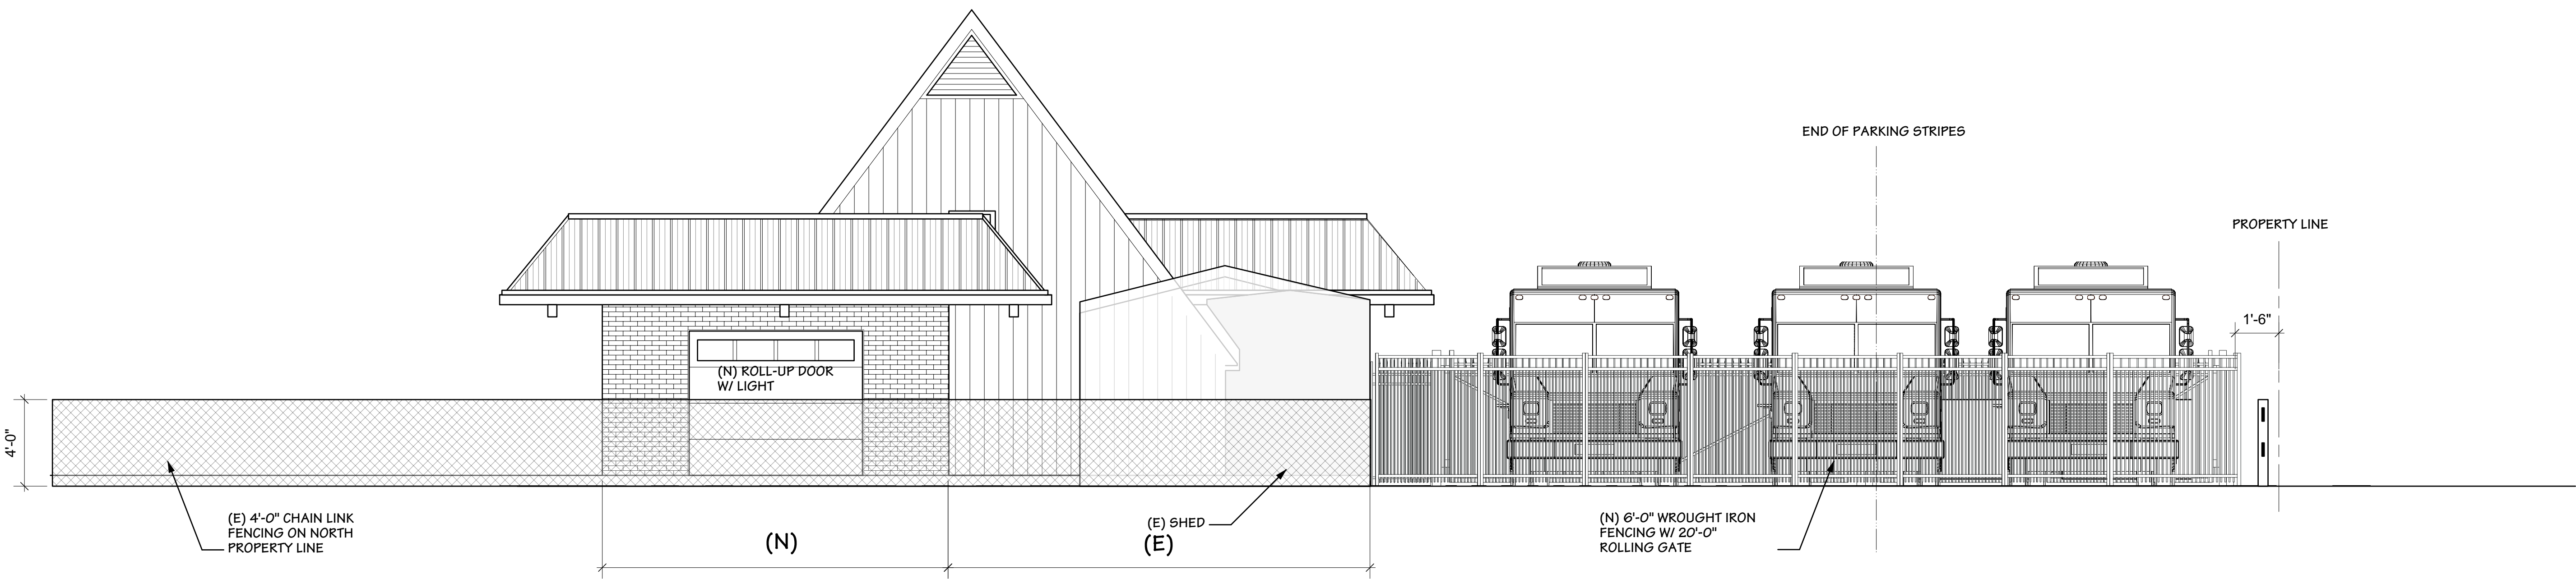 END OF PARKING STRIPES
PROPERTY LINE
1'-6"
(N) ROLL-UP DOOR
W/ LIGHT
4'-0"
(E) 4'-0" CHAIN LINK
FENCING ON NORTH
PROPERTY LINE
(N)
(E) SHED
(E)
(N) 6'-0" WROUGHT IRON
FENCING W/ 20'-0"
ROLLING GATE